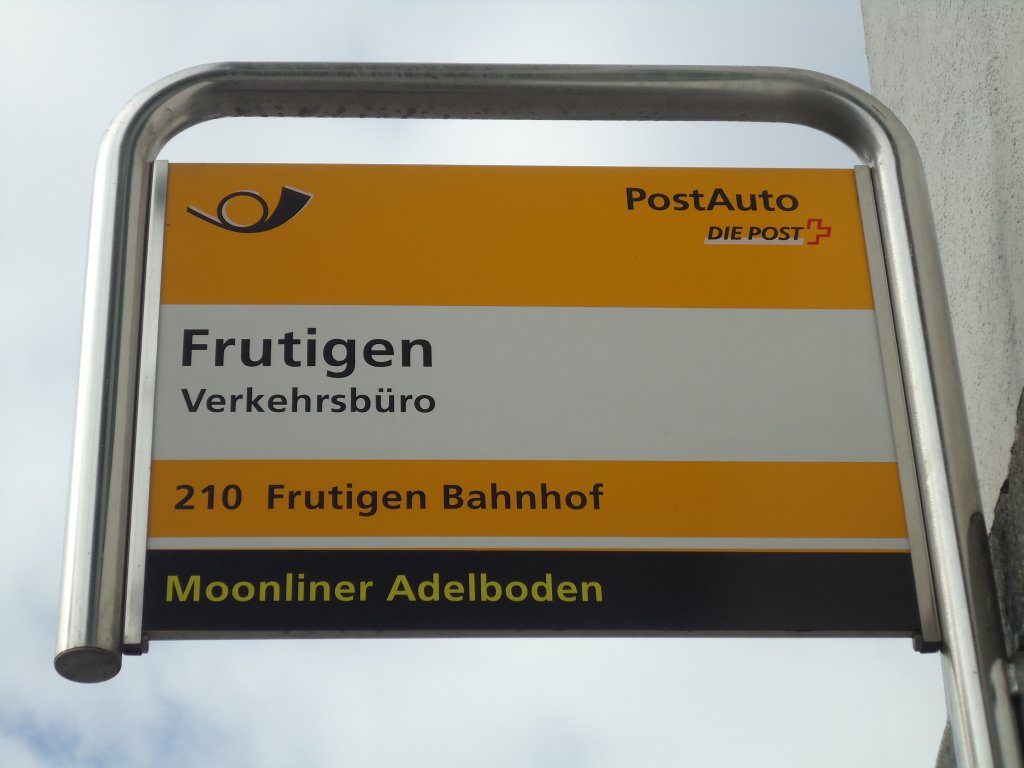 PostAuto
DIE POST
Frutigen
Verkehrsbüro
210 Frutigen Bahnhof
Moonliner Adelboden